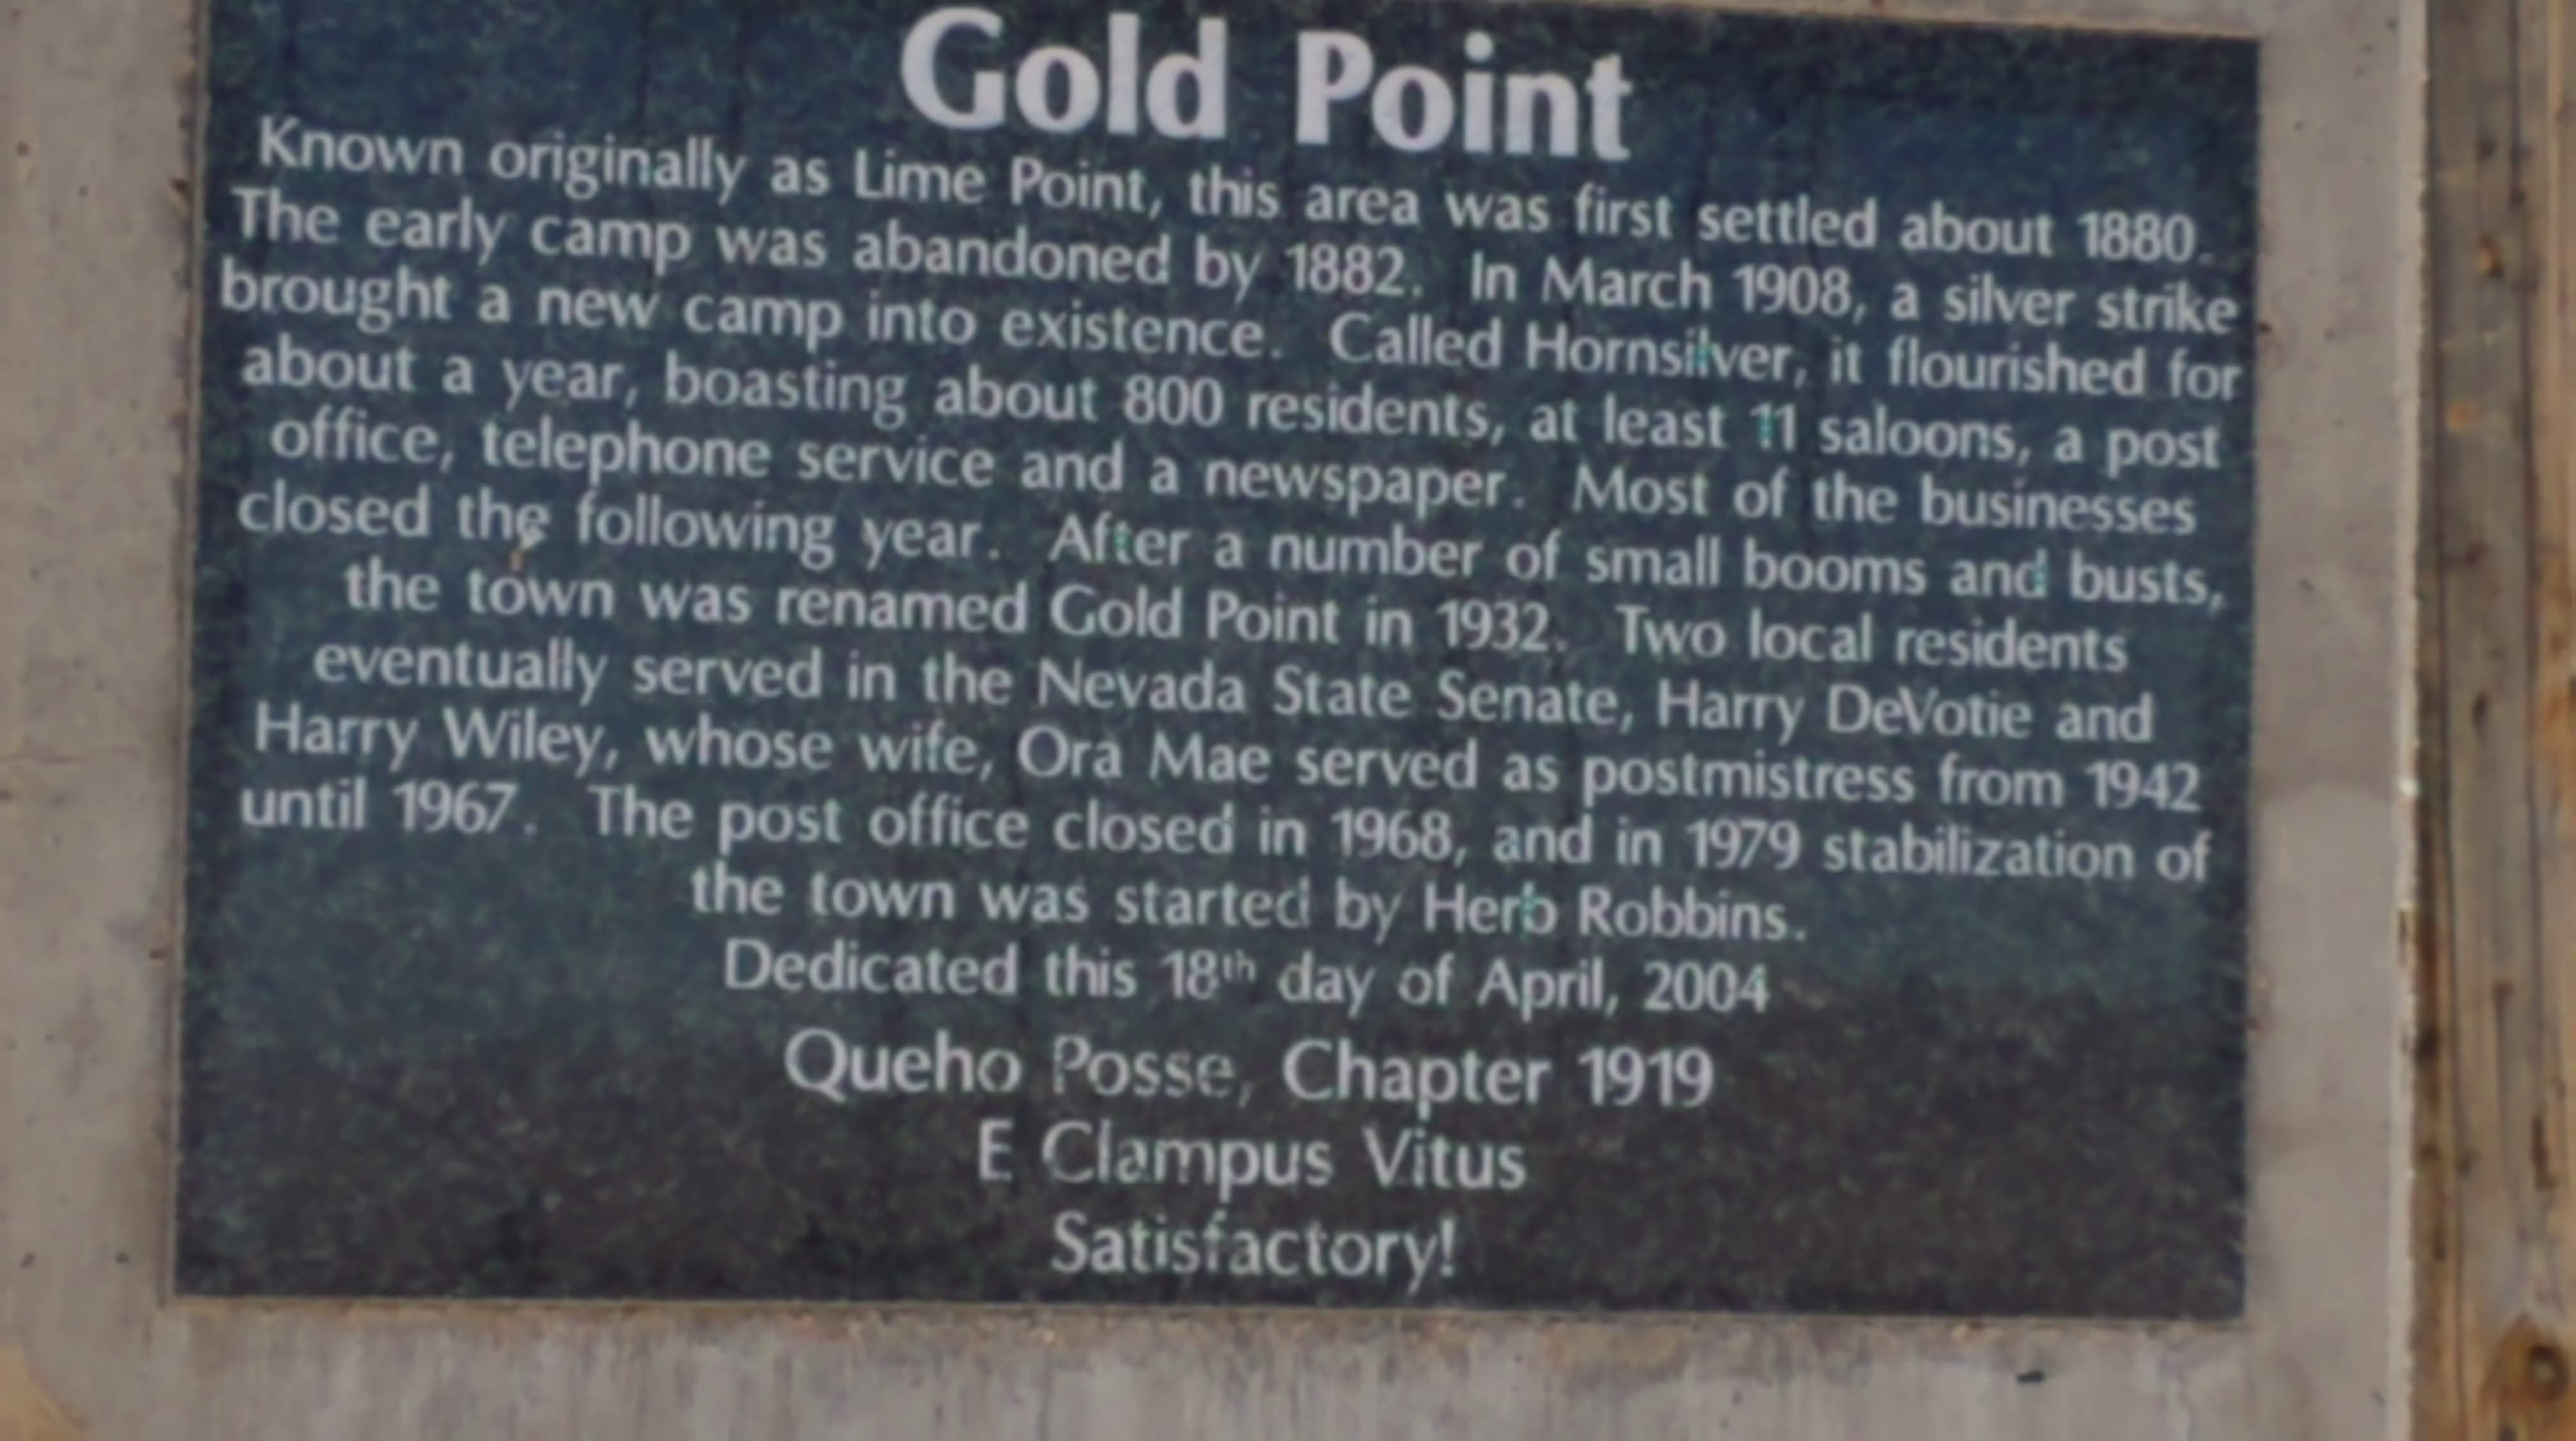 Gold Point
Known originally as Lime Point, this area was first settled about 1880.
The early camp was abandoned by 1882. In March 1908, a silver strike
brought a new camp into existence. Called Hornsilver, it flourished for
about a year, boasting about 800 residents, at least 11 saloons, a post
office, telephone service and a newspaper. Most of the businesses
closed the following year. After a number of small booms and busts,
the town was renamed Gold Point in 1932. Two local residents
eventually served in the Nevada State Senate, Harry DeVotie and
Harry Wiley, whose wife, Ora Mae served as postmistress from 1942
until 1967. The post office closed in 1968, and in 1979 stabilization of
the town was started by Herb Robbins.
Dedicated this 18th day of April, 2004
Queho Posse, Chapter 1919
E Clampus Vitus
Satisfactory!